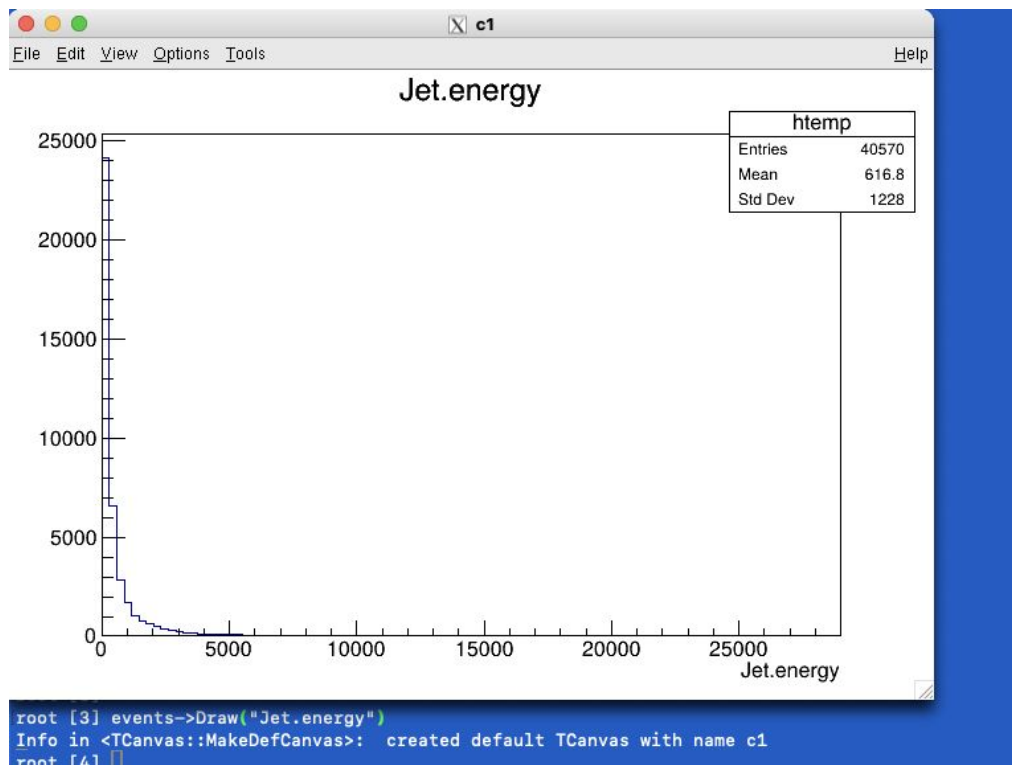 c1
File Edit View Options Tools Help
Jet.energy
htemp
Entries 40570
Mean 616.8
Std Dev 1228
25000
20000
15000
10000
5000
0
0 5000 10000 15000 20000 25000
Jet.energy
root [3] events->Draw("Jet.energy")
Info in <TCanvas::MakeDefCanvas>: created default TCanvas with name c1
root [4]